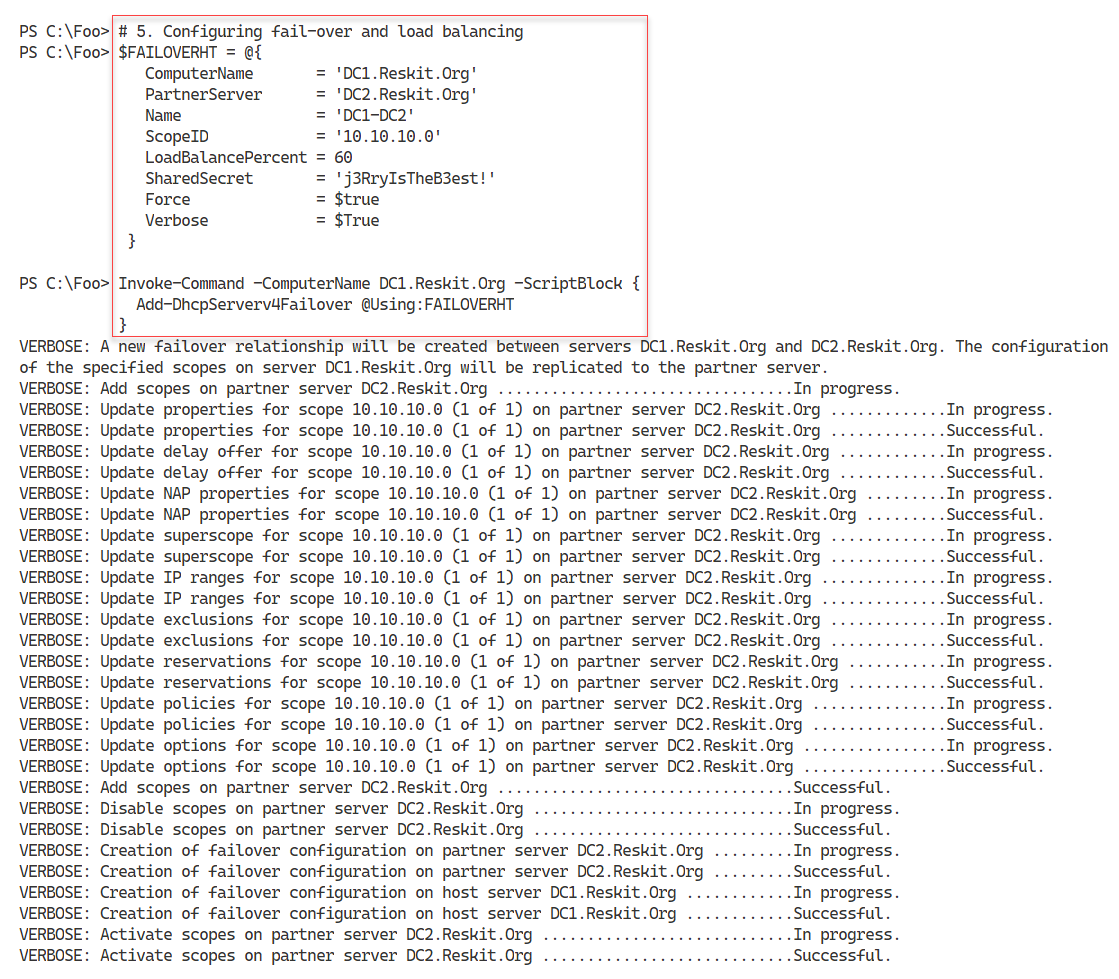 PS C:\Foo> # 5. Configuring fail-over and load balancing
PS C:\Foo> $FAILOVERHT = @{
ComputerName = 'DC1.Reskit.Org'
PartnerServer = 'DC2.Reskit.Org'
Name = 'DC1-DC2'
ScopeID = '10.10.10.0'
LoadBalancePercent = 60
SharedSecret = 'j3RryIsTheB3est!'
Force = $true
Verbose = $True
}
PS C:\Foo> Invoke-Command -ComputerName DC1.Reskit.Org -ScriptBlock {
Add-DhcpServerv4Failover @Using:FAILOVERHT
}
VERBOSE: A new failover relationship will be created between servers DC1.Reskit.Org and DC2.Reskit.Org. The configuration
of the specified scopes on server DC1.Reskit.Org will be replicated to the partner server.
VERBOSE: Add scopes on partner server DC2.Reskit.Org .................................In progress.
VERBOSE: Update properties for scope 10.10.10.0 (1 of 1) on partner server DC2.Reskit.Org .............In progress.
VERBOSE: Update properties for scope 10.10.10.0 (1 of 1) on partner server DC2.Reskit.Org .............Successful.
VERBOSE: Update delay offer for scope 10.10.10.0 (1 of 1) on partner server DC2.Reskit.Org ............In progress.
VERBOSE: Update delay offer for scope 10.10.10.0 (1 of 1) on partner server DC2.Reskit.Org ............Successful.
VERBOSE: Update NAP properties for scope 10.10.10.0 (1 of 1) on partner server DC2.Reskit.Org .........In progress.
VERBOSE: Update NAP properties for scope 10.10.10.0 (1 of 1) on partner server DC2.Reskit.Org .........Successful.
VERBOSE: Update superscope for scope 10.10.10.0 (1 of 1) on partner server DC2.Reskit.Org .............In progress.
VERBOSE: Update superscope for scope 10.10.10.0 (1 of 1) on partner server DC2.Reskit.Org .............Successful.
VERBOSE: Update IP ranges for scope 10.10.10.0 (1 of 1) on partner server DC2.Reskit.Org ..............In progress.
VERBOSE: Update IP ranges for scope 10.10.10.0 (1 of 1) on partner server DC2.Reskit.Org ..............Successful.
VERBOSE: Update exclusions for scope 10.10.10.0 (1 of 1) on partner server DC2.Reskit.Org .............In progress.
VERBOSE: Update exclusions for scope 10.10.10.0 (1 of 1) on partner server DC2.Reskit.Org .............Successful.
VERBOSE: Update reservations for scope 10.10.10.0 (1 of 1) on partner server DC2.Reskit.Org ...........In progress.
VERBOSE: Update reservations for scope 10.10.10.0 (1 of 1) on partner server DC2.Reskit.Org ...........Successful.
VERBOSE: Update policies for scope 10.10.10.0 (1 of 1) on partner server DC2.Reskit.Org ...............In progress.
VERBOSE: Update policies for scope 10.10.10.0 (1 of 1) on partner server DC2.Reskit.Org ...............Successful.
VERBOSE: Update options for scope 10.10.10.0 (1 of 1) on partner server DC2.Reskit.Org ................In progress.
VERBOSE: Update options for scope 10.10.10.0 (1 of 1) on partner server DC2.Reskit.Org ................Successful.
VERBOSE: Add scopes on partner server DC2.Reskit.Org .................................Successful.
VERBOSE: Disable scopes on partner server DC2.Reskit.Org .............................In progress.
VERBOSE: Disable scopes on partner server DC2.Reskit.Org .............................Successful.
VERBOSE: Creation of failover configuration on partner server DC2.Reskit.Org .........In progress.
VERBOSE: Creation of failover configuration on partner server DC2.Reskit.Org .........Successful.
VERBOSE: Creation of failover configuration on host server DC1.Reskit.Org ............In progress.
VERBOSE: Creation of failover configuration on host server DC1.Reskit.Org ............Successful.
VERBOSE: Activate scopes on partner server DC2.Reskit.Org ............................In progress.
VERBOSE: Activate scopes on partner server DC2.Reskit.Org ............................Successful.